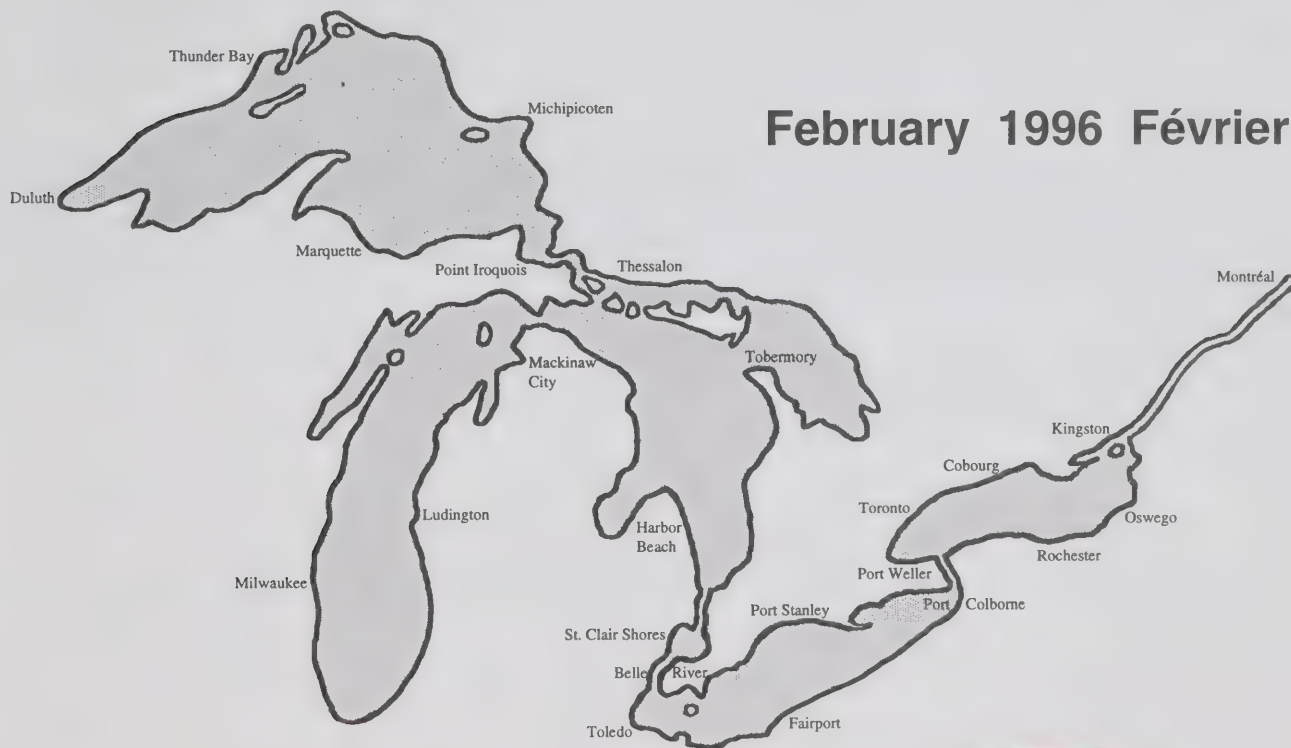 Thunder Bay
Michipicoten
February 1996 Février
Duluth
Marquette
Point Iroquois
Thessalon
Montréal
Mackinaw
City
Tobermory
Kingston
Cobourg
Ludington
Toronto
Oswego
Harbor
Beach
Rochester
Milwaukee
Port Weller
Port Colborne
Port Stanley
St. Clair Shores
Belle River
Toledo
Fairport